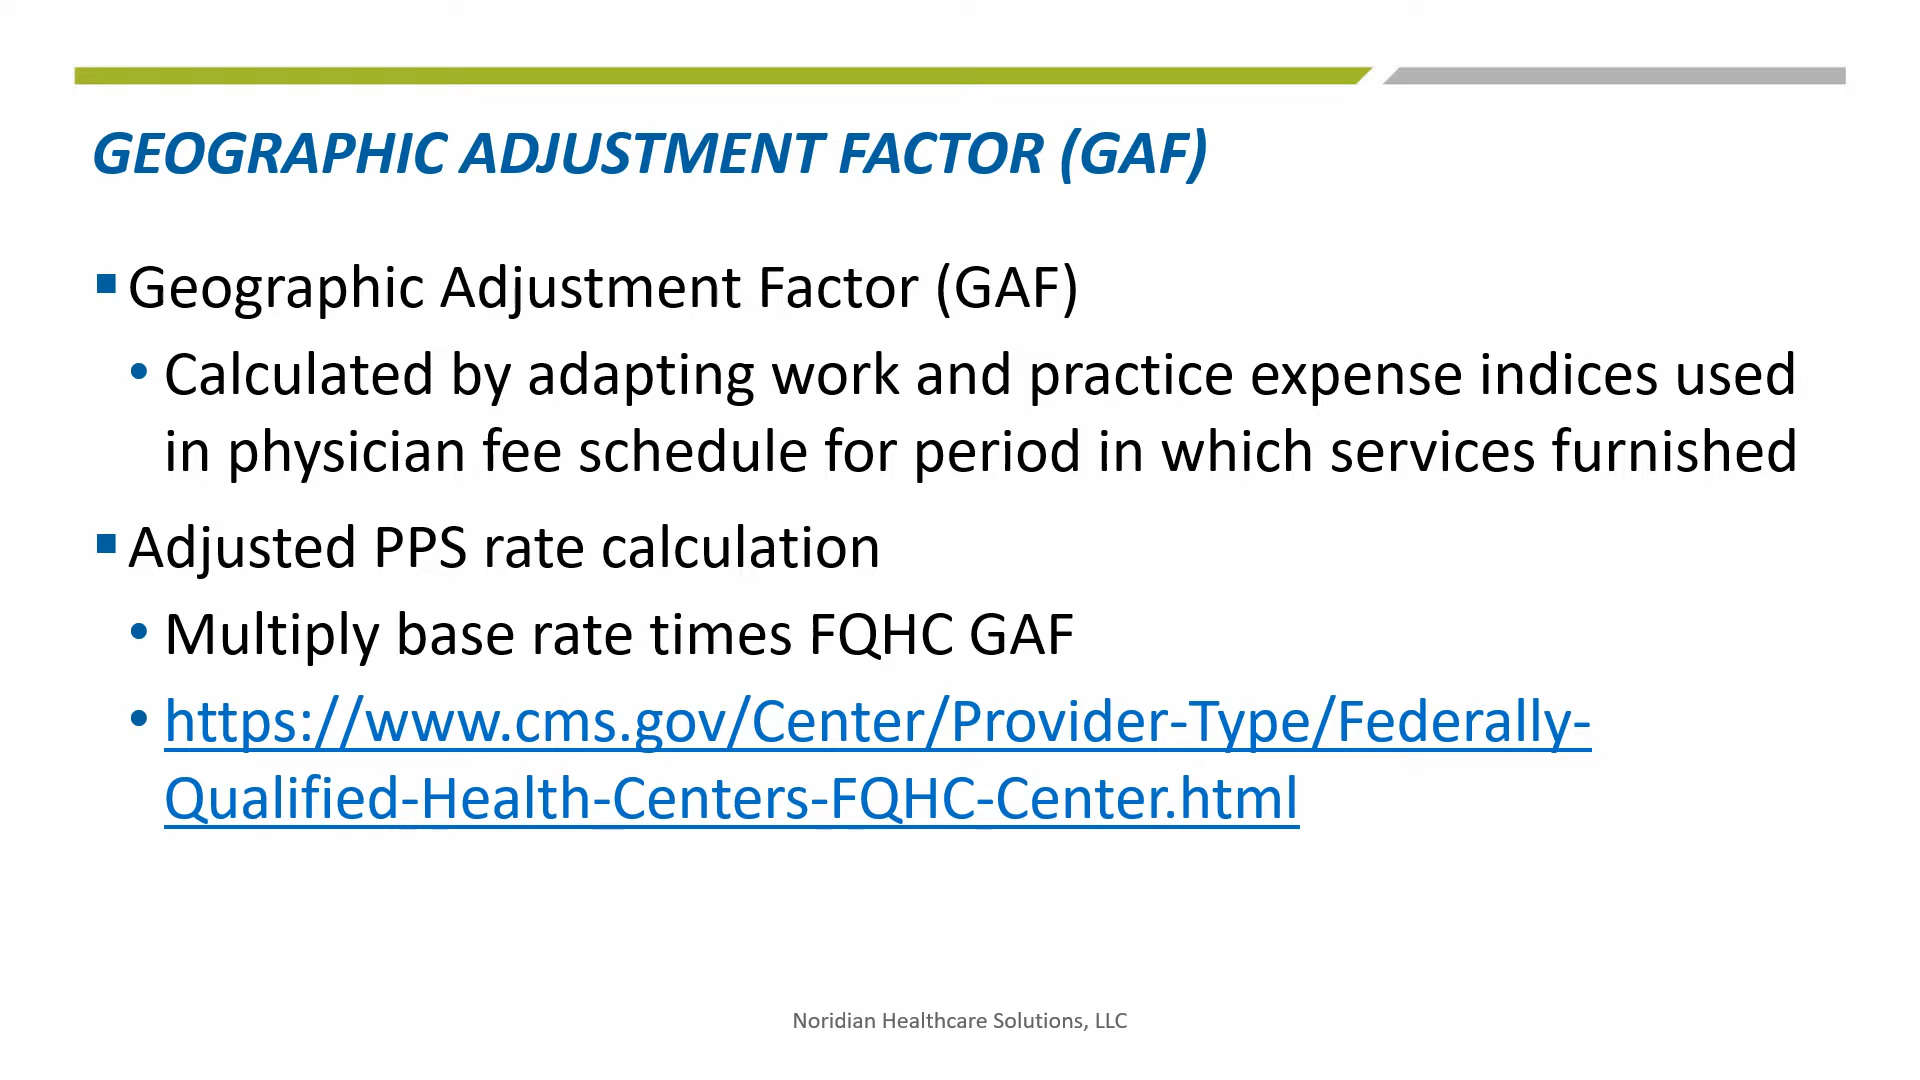 GEOGRAPHIC ADJUSTMENT FACTOR (GAF)
Geographic Adjustment Factor (GAF)
Calculated by adapting work and practice expense indices used
in physician fee schedule for period in which services furnished
Adjusted PPS rate calculation
Multiply base rate times FQHC GAF
https://www.cms.gov/Center/Provider-Type/Federally-
Qualified-Health-Centers-FQHC-Center.html
Noridian Healthcare Solutions, LLC